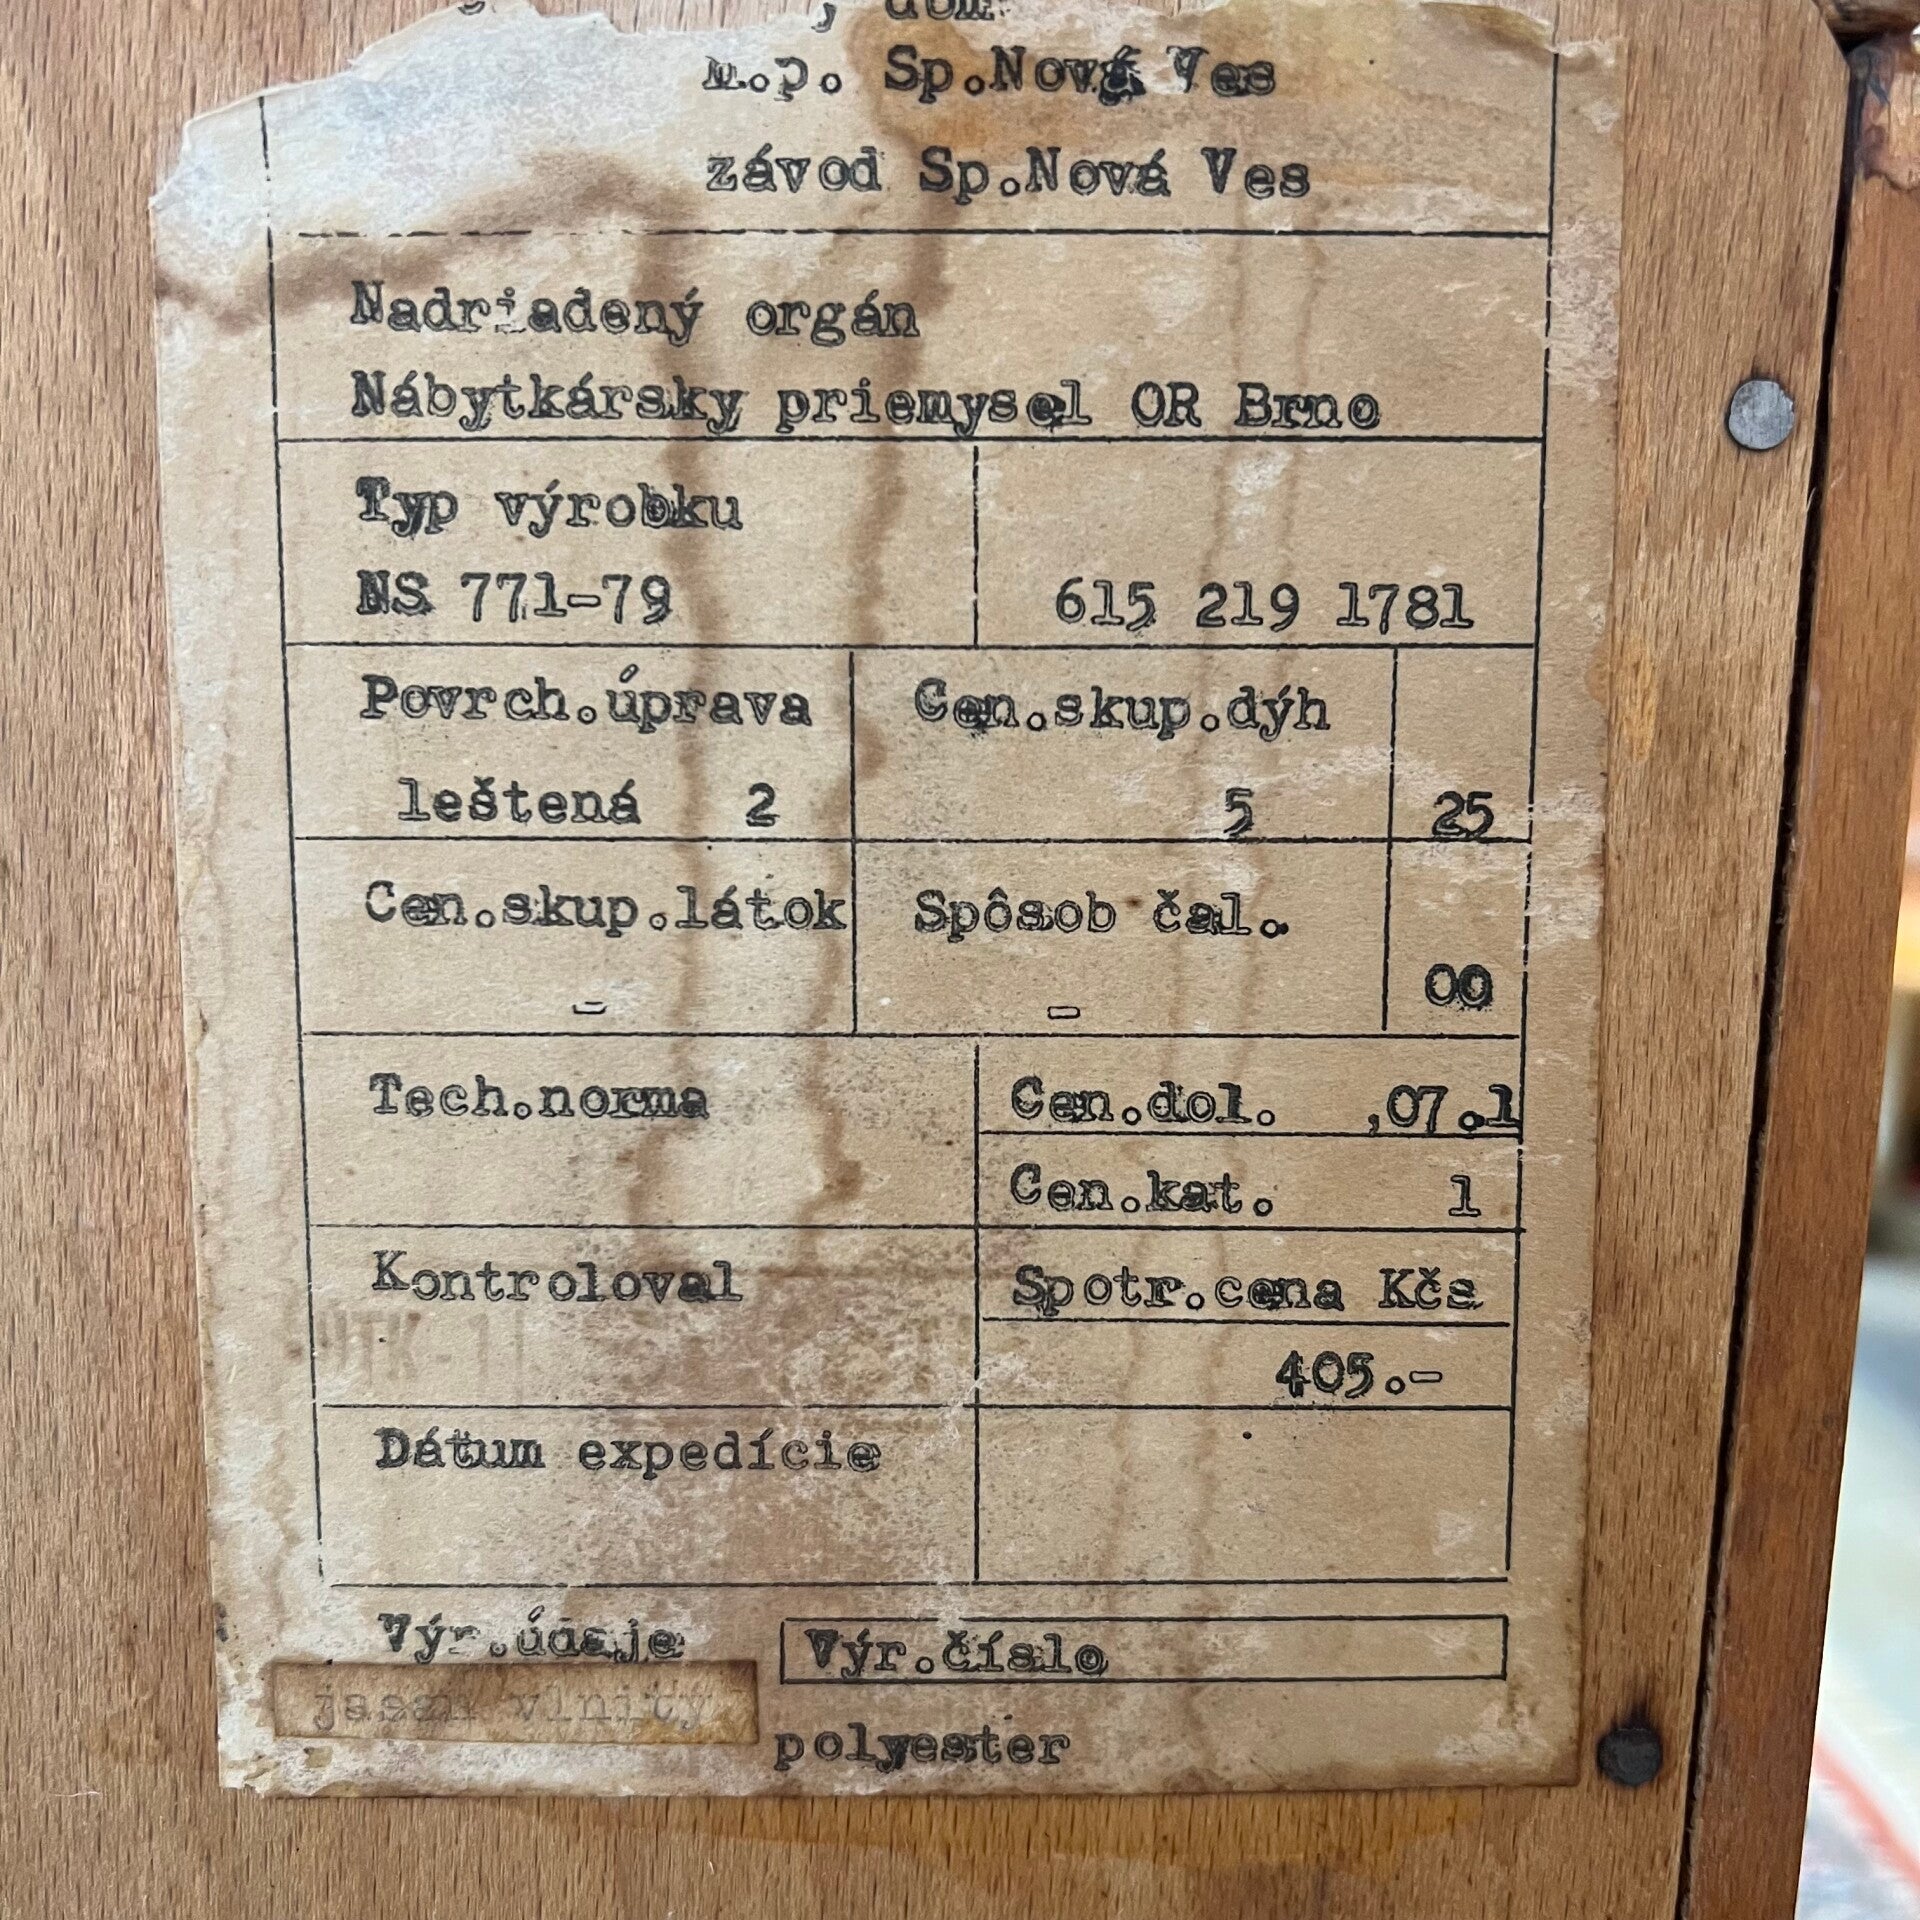 n.p. Sp.Nová Ves
závod Sp.Nová Ves
Nadriadený orgán
Nábytkársky priemysel OR Brno
Typ výrobku
NS 771-79
615 219 1781
Povrch.úprava
leštená 2
Cen.skup.dýh
5
25
Cen.skup.látok
-
Spôsob čal.
-
00
Tech.norma
Cen.dol. ,07.1
Cen.kat. 1
Kontroloval
Spotr.cena Kčs
405.-
Dátum expedície
Výr.údaje
Výr.číslo
jaseň vlnitý
polyester